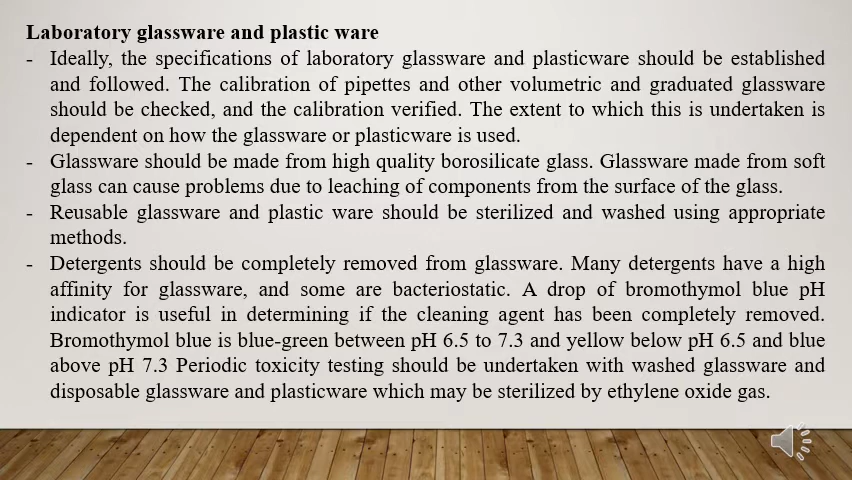 Laboratory glassware and plastic ware
- Ideally, the specifications of laboratory glassware and plasticware should be established
and followed. The calibration of pipettes and other volumetric and graduated glassware
should be checked, and the calibration verified. The extent to which this is undertaken is
dependent on how the glassware or plasticware is used.
- Glassware should be made from high quality borosilicate glass. Glassware made from soft
glass can cause problems due to leaching of components from the surface of the glass.
- Reusable glassware and plastic ware should be sterilized and washed using appropriate
methods.
- Detergents should be completely removed from glassware. Many detergents have a high
affinity for glassware, and some are bacteriostatic. A drop of bromothymol blue pH
indicator is useful in determining if the cleaning agent has been completely removed.
Bromothymol blue is blue-green between pH 6.5 to 7.3 and yellow below pH 6.5 and blue
above pH 7.3 Periodic toxicity testing should be undertaken with washed glassware and
disposable glassware and plasticware which may be sterilized by ethylene oxide gas.